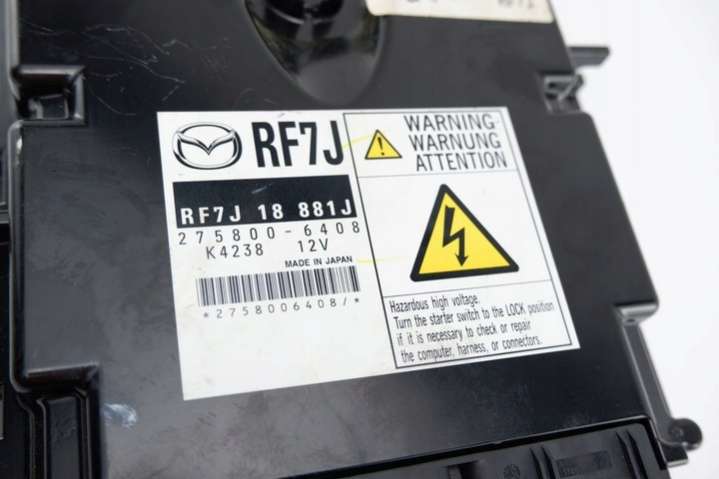 RF7J
RF7J 18 881J
275800-6408
K4238 12V
MADE IN JAPAN
*2758006408/*
WARNING
WARNUNG
ATTENTION
Hazardous high voltage.
Turn the starter switch to the LOCK position
if it is necessary to check or repair
the computer, harness, or connectors.